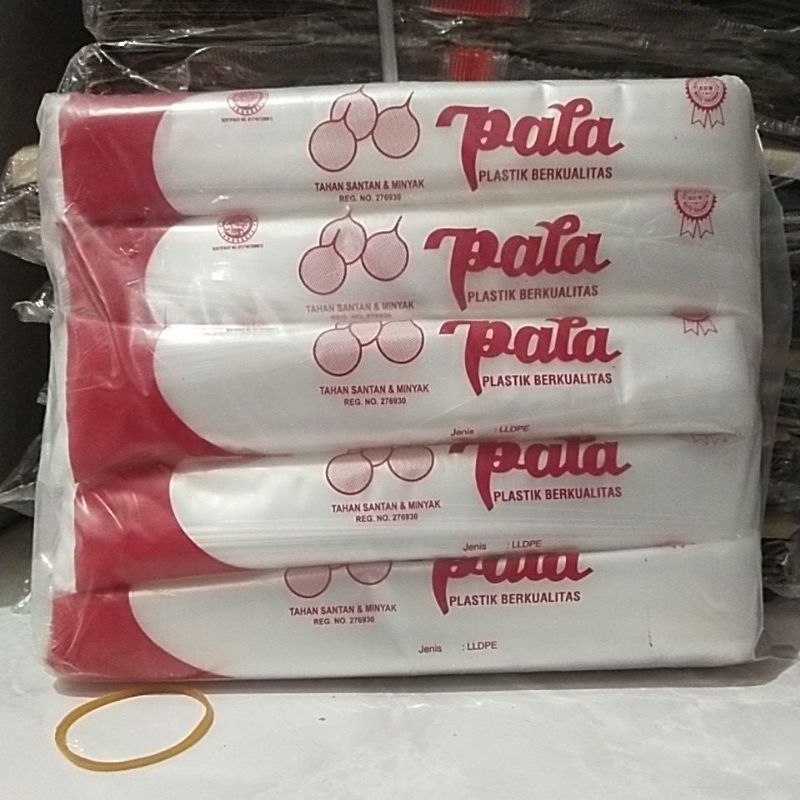 Pala
PLASTIK BERKUALITAS
TAHAN SANTAN & MINYAK
REG. NO. 276930
Pala
PLASTIK BERKUALITAS
TAHAN SANTAN & MINYAK
REG. NO. 276930
Pala
PLASTIK BERKUALITAS
TAHAN SANTAN & MINYAK
REG. NO. 276930
Jenis : LLDPE
Pala
PLASTIK BERKUALITAS
TAHAN SANTAN & MINYAK
REG. NO. 276930
Jenis : LLDPE
Pala
PLASTIK BERKUALITAS
TAHAN SANTAN & MINYAK
REG. NO. 276930
Jenis : LLDPE